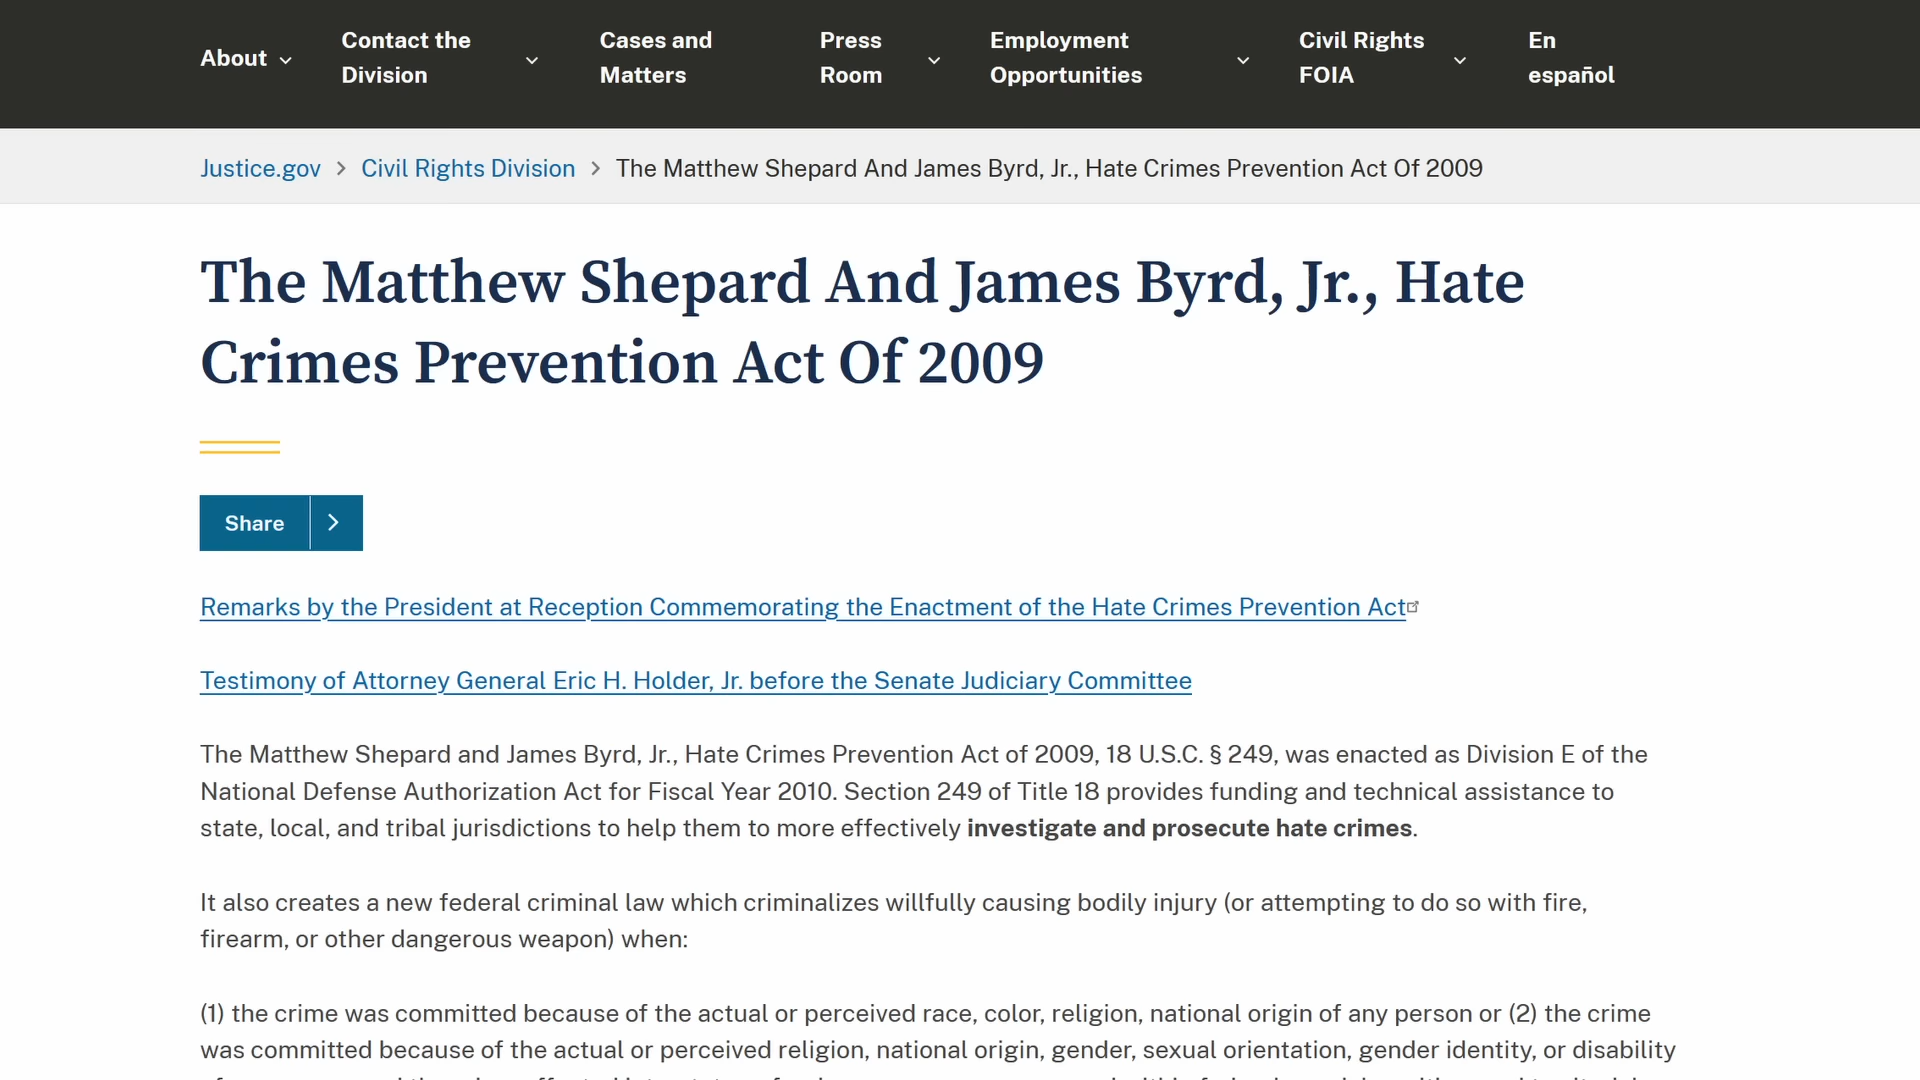 About
Contact the
Division
Cases and
Matters
Press
Room
Employment
Opportunities
Civil Rights
FOIA
En
español
Justice.gov > Civil Rights Division > The Matthew Shepard And James Byrd, Jr., Hate Crimes Prevention Act Of 2009
The Matthew Shepard And James Byrd, Jr., Hate
Crimes Prevention Act Of 2009
Share
Remarks by the President at Reception Commemorating the Enactment of the Hate Crimes Prevention Act
Testimony of Attorney General Eric H. Holder, Jr. before the Senate Judiciary Committee
The Matthew Shepard and James Byrd, Jr., Hate Crimes Prevention Act of 2009, 18 U.S.C. § 249, was enacted as Division E of the
National Defense Authorization Act for Fiscal Year 2010. Section 249 of Title 18 provides funding and technical assistance to
state, local, and tribal jurisdictions to help them to more effectively investigate and prosecute hate crimes.
It also creates a new federal criminal law which criminalizes willfully causing bodily injury (or attempting to do so with fire,
firearm, or other dangerous weapon) when:
(1) the crime was committed because of the actual or perceived race, color, religion, national origin of any person or (2) the crime
was committed because of the actual or perceived religion, national origin, gender, sexual orientation, gender identity, or disability